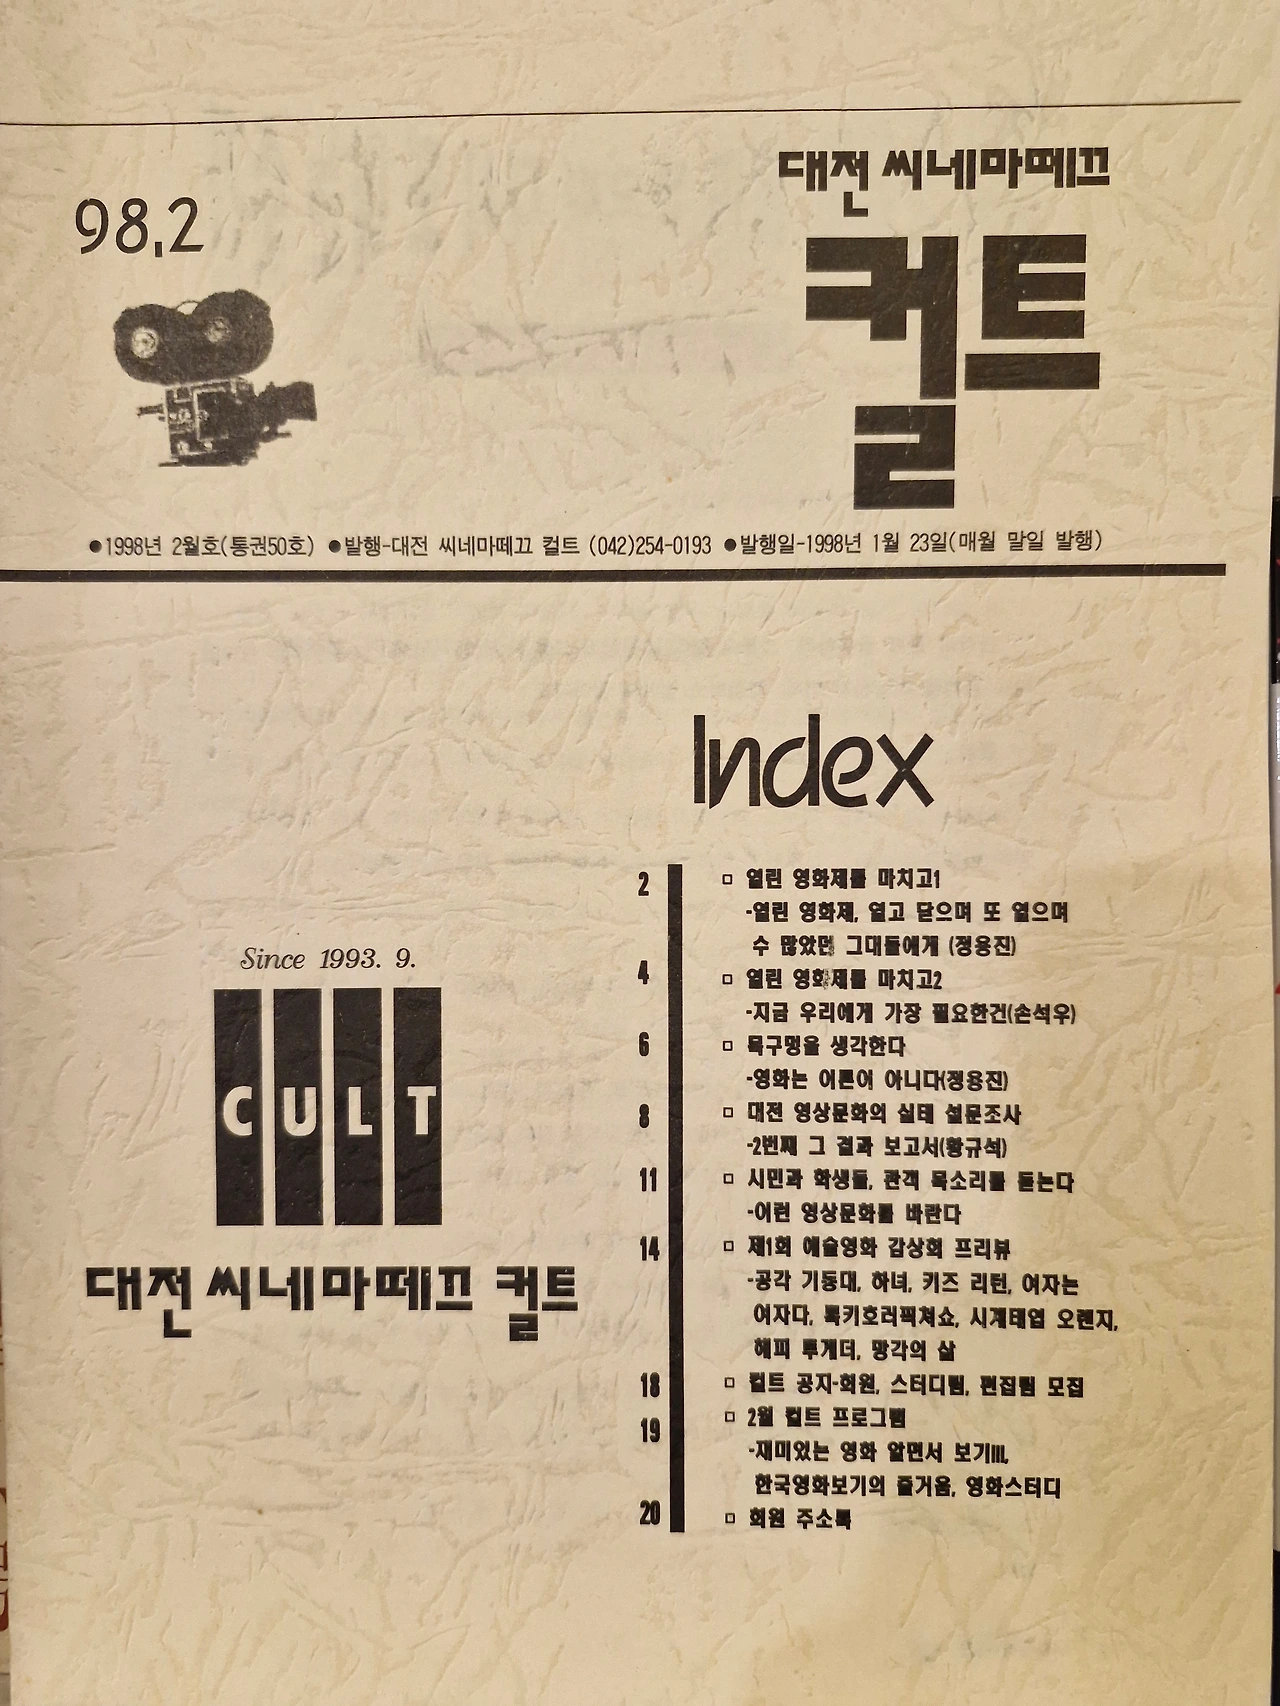 98.2
대전 씨네마떼끄
컬트
●1998년 2월호(통권50호) ●발행-대전 씨네마떼끄 컬트 (042)254-0193 ●발행일-1998년 1월 23일(매월 말일 발행)
Index
Since 1993. 9.
CULT
대전 씨네마떼끄 컬트
2 □ 열린 영화제를 마치고1
-열린 영화제, 열고 닫으며 또 열으며
수 많았던 그대들에게 (정용진)
4 □ 열린 영화제를 마치고2
-지금 우리에게 가장 필요한건(손석우)
6 □ 목구멍을 생각한다
-영화는 어른이 아니다(정용진)
8 □ 대전 영상문화의 실태 설문조사
-2번째 그 결과 보고서(황규석)
11 □ 시민과 학생들, 관객 목소리를 듣는다
-이런 영상문화를 바란다
14 □ 제1회 예술영화 감상회 프리뷰
-공각 기동대, 하녀, 키즈 리턴, 여자는
여자다, 록키호러픽쳐쇼, 시계태엽 오렌지,
해피 투게더, 망각의 삶
18 □ 컬트 공지-회원, 스터디팀, 편집팀 모집
19 □ 2월 컬트 프로그램
-재미있는 영화 알면서 보기III,
한국영화보기의 즐거움, 영화스터디
20 □ 회원 주소록